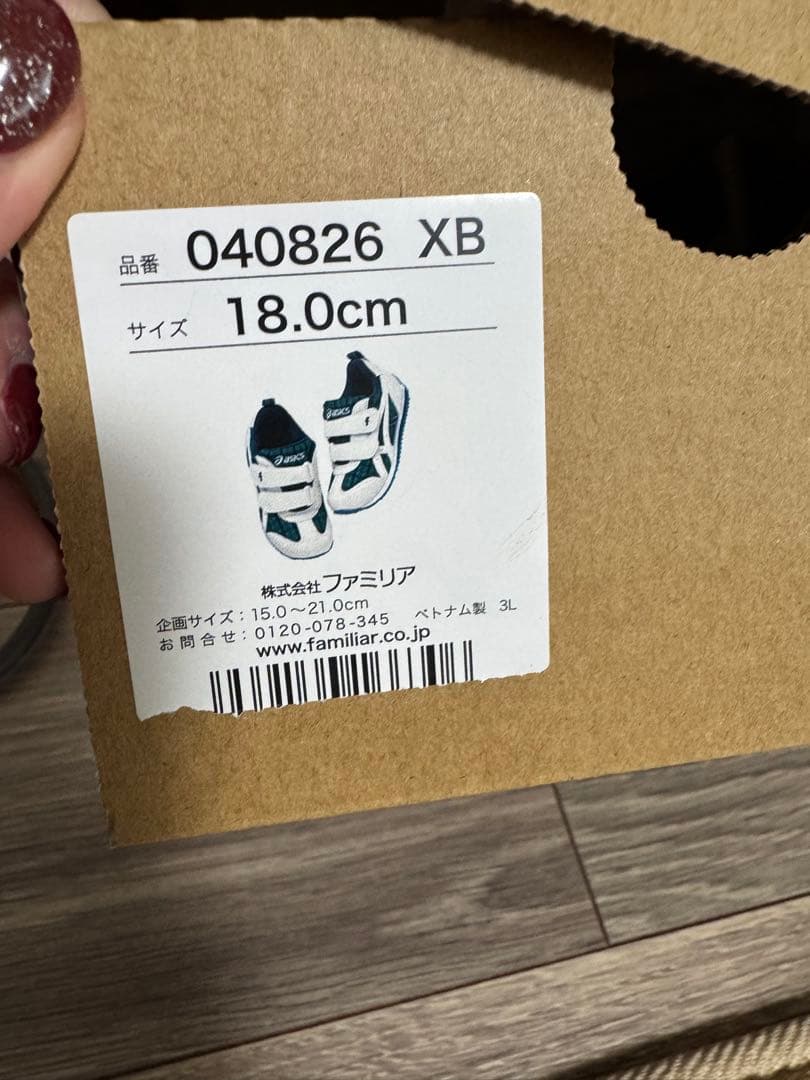 品番 040826 XB
サイズ 18.0cm
asics
asics
株式会社ファミリア
企画サイズ：15.0～21.0cm
お問合せ：0120-078-345 ベトナム製 3L
www.familiar.co.jp